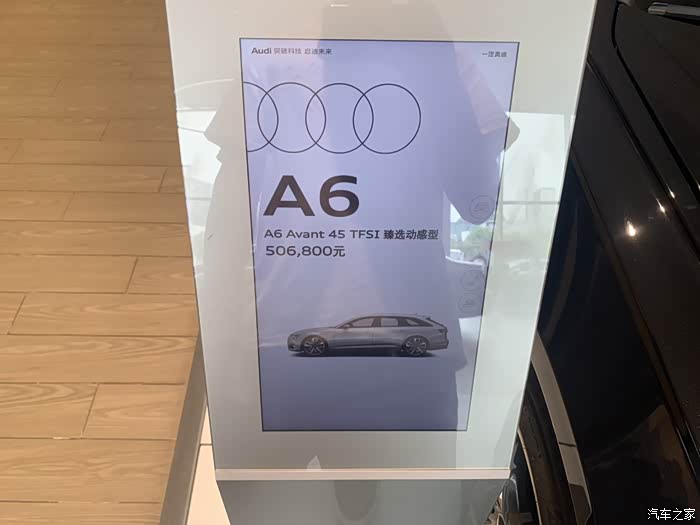 Audi 突破科技 启迪未来
一汽奥迪
A6
A6 Avant 45 TFSI 臻选动感型
506,800元
汽车之家